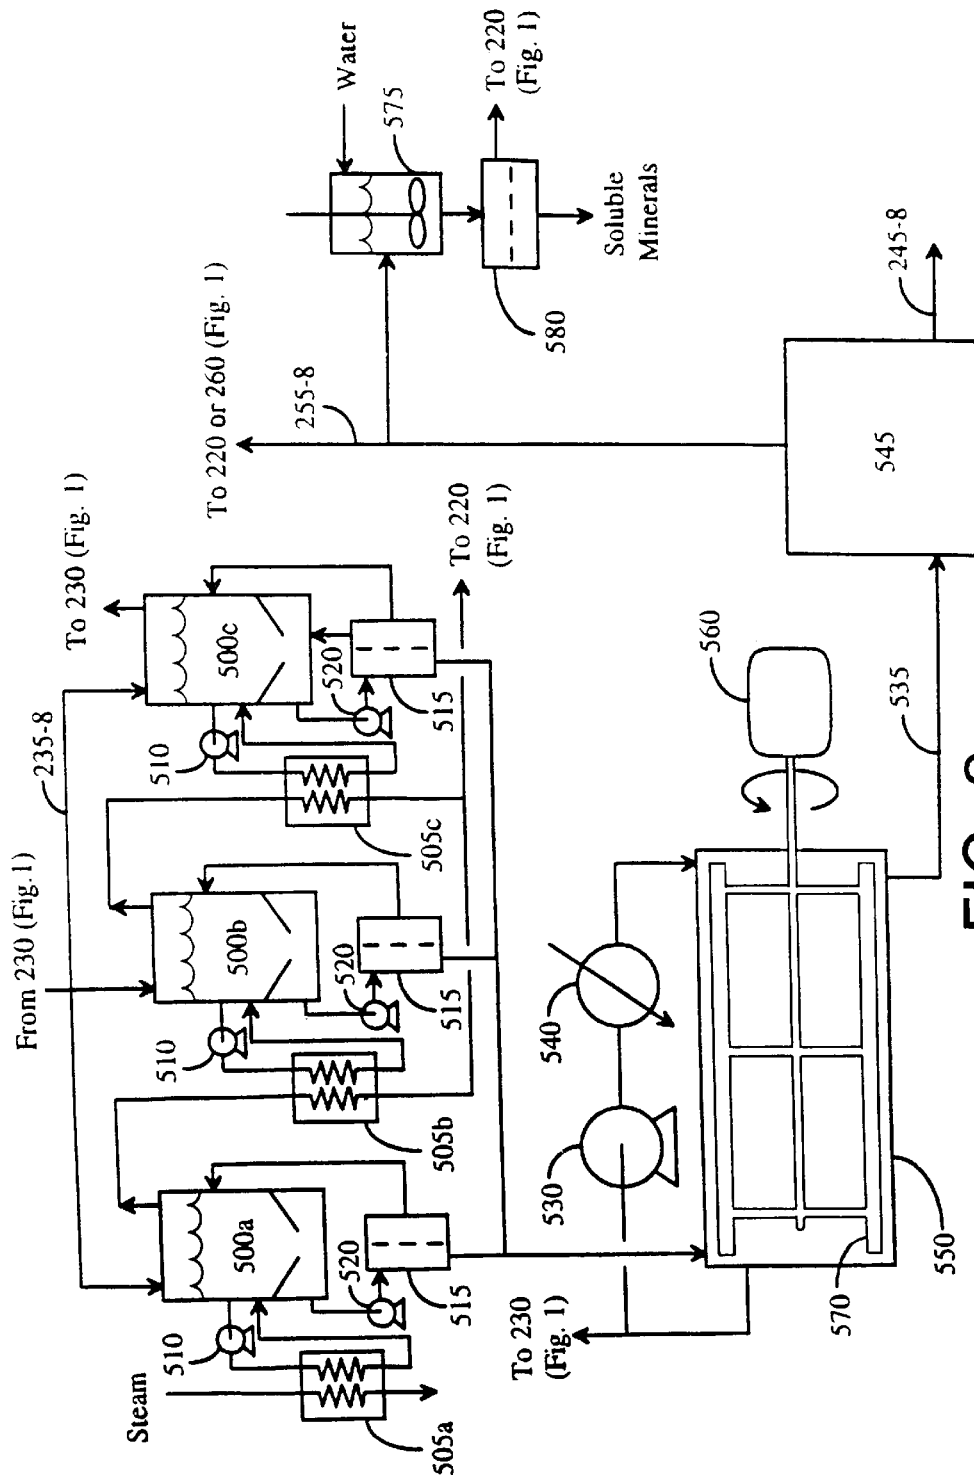 To 230 (Fig. 1)
235-8
From 230 (Fig.1)
Steam
510
510
510
500a
500b
500c
To 220 or 260 (Fig. 1)
255-8
Water
575
505a
520
505b
520
505c
520
515
515
515
To 220
(Fig. 1)
To 220
(Fig. 1)
580
Soluble
Minerals
To 230
(Fig. 1)
530
540
560
570
550
535
545
245-8
FIG.